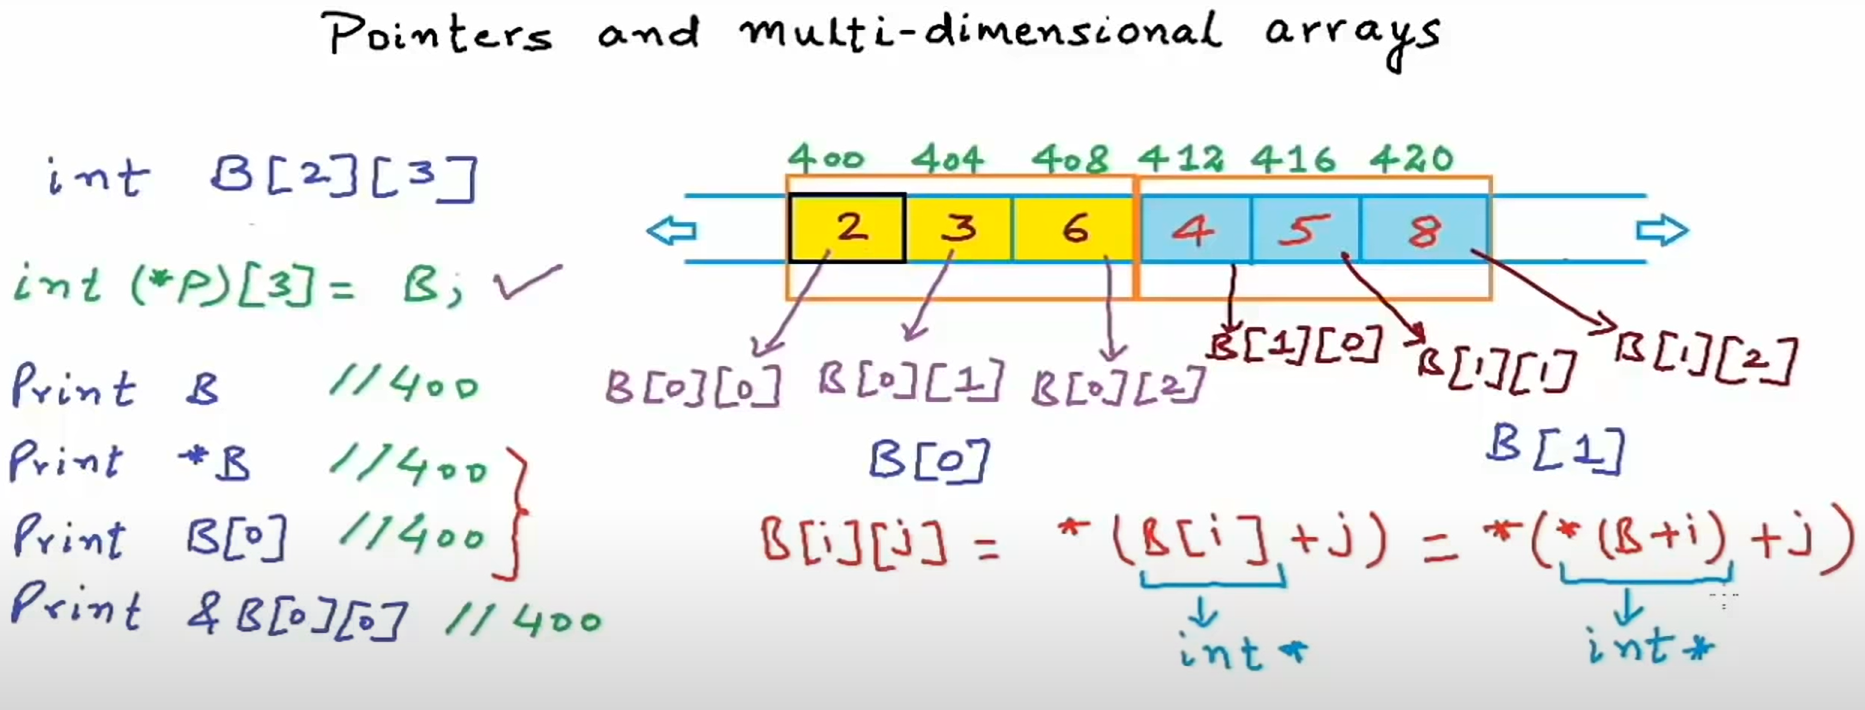 Pointers and multi-dimensional arrays
int B[2][3]
int (*P)[3] = B; ✓
Print B //400
Print *B //400
Print B[0] //400
Print &B[0][0] //400
400 404 408 412 416 420
2 3 6 4 5 8
B[0][0] B[0][1] B[0][2] B[1][0] B[1][1] B[1][2]
B[0] B[1]
B[i][j] = *(B[i]+j) = *(*(B+i)+j)
int* int*